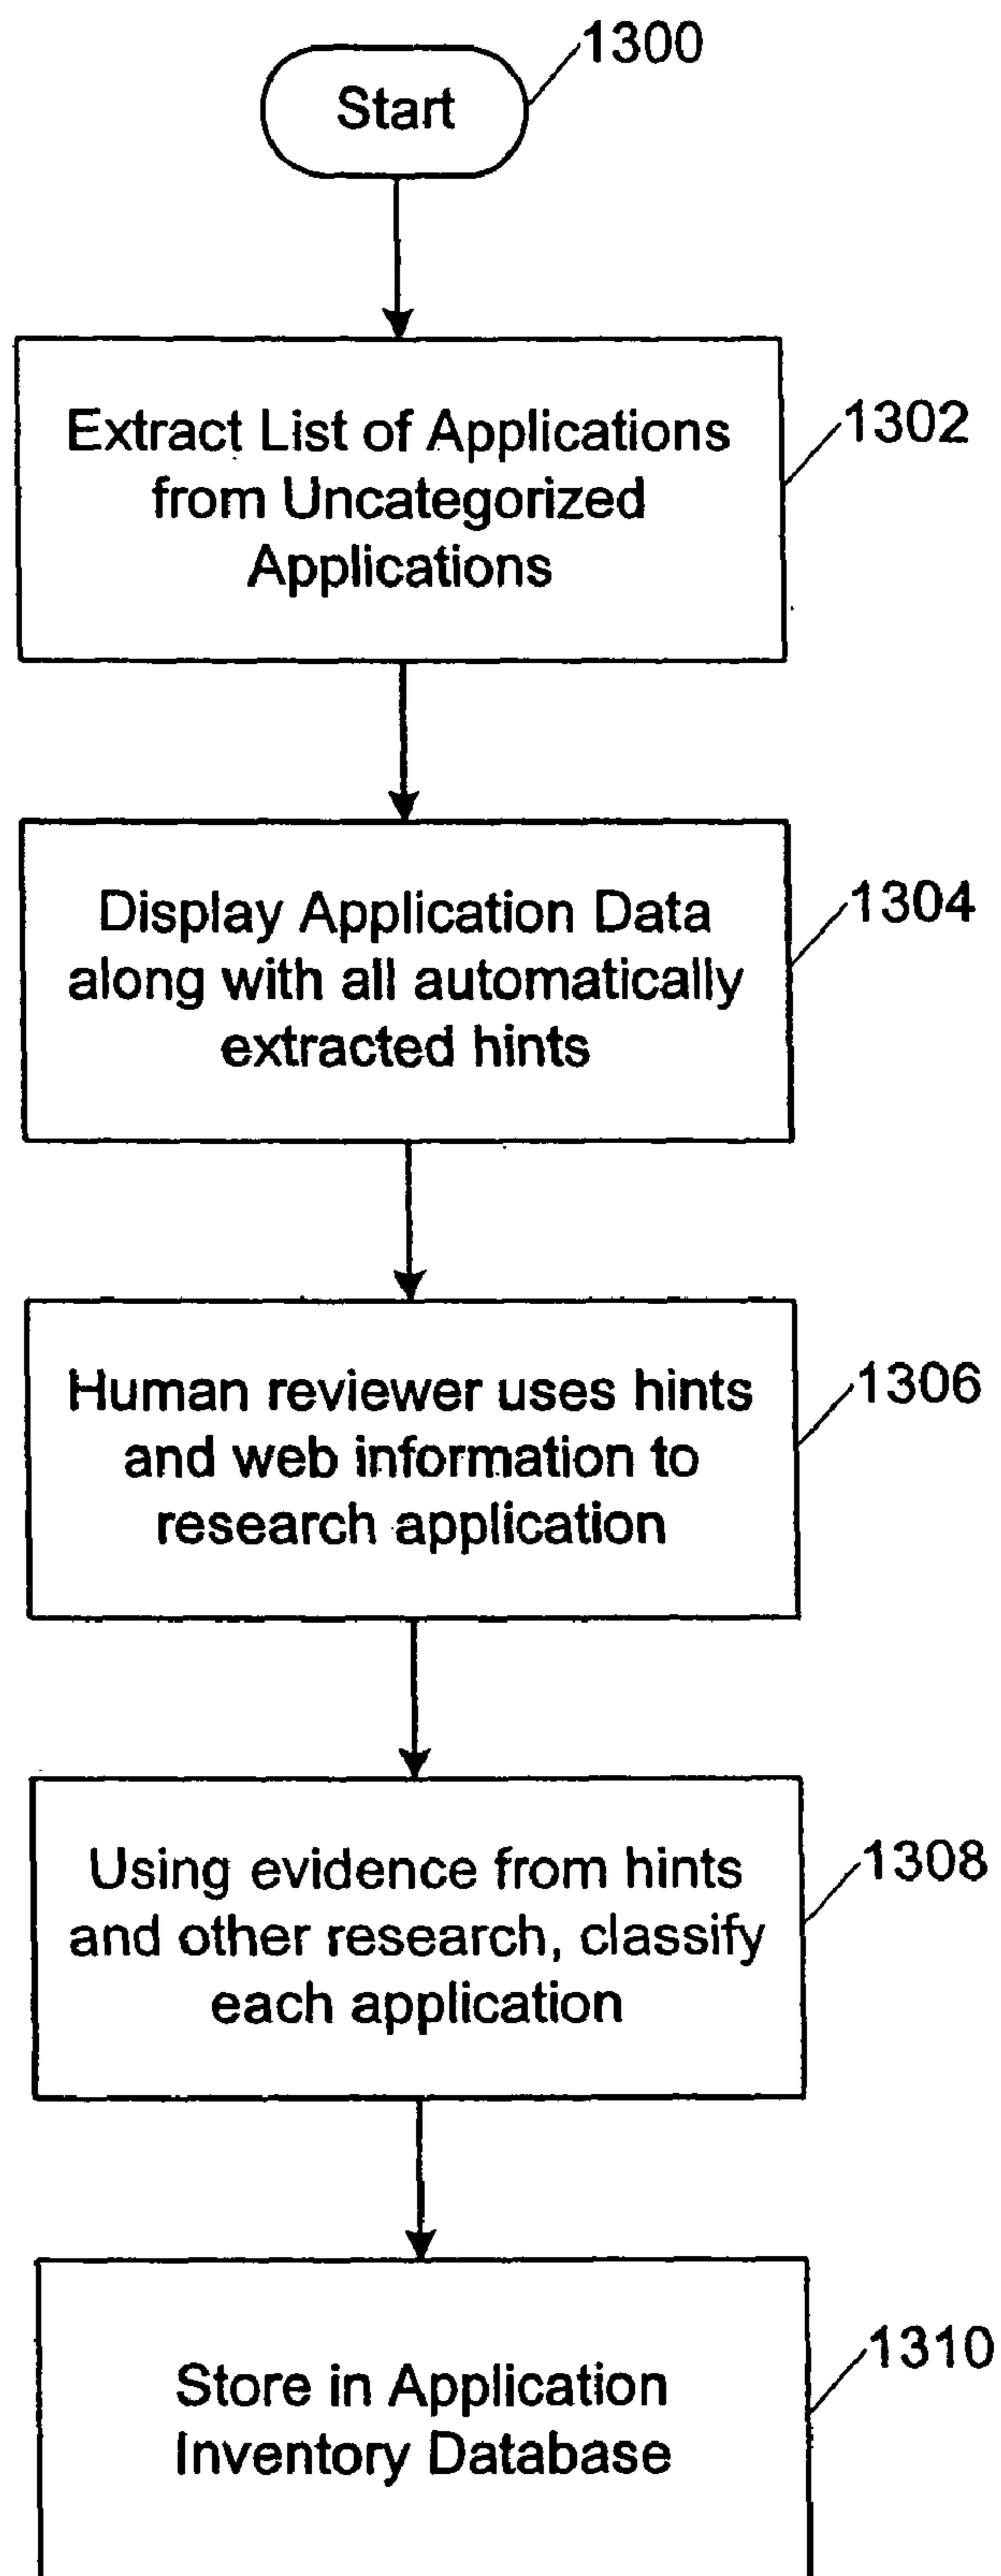 1300
Start
Extract List of Applications
from Uncategorized
Applications
1302
Display Application Data
along with all automatically
extracted hints
1304
Human reviewer uses hints
and web information to
research application
1306
Using evidence from hints
and other research, classify
each application
1308
Store in Application
Inventory Database
1310